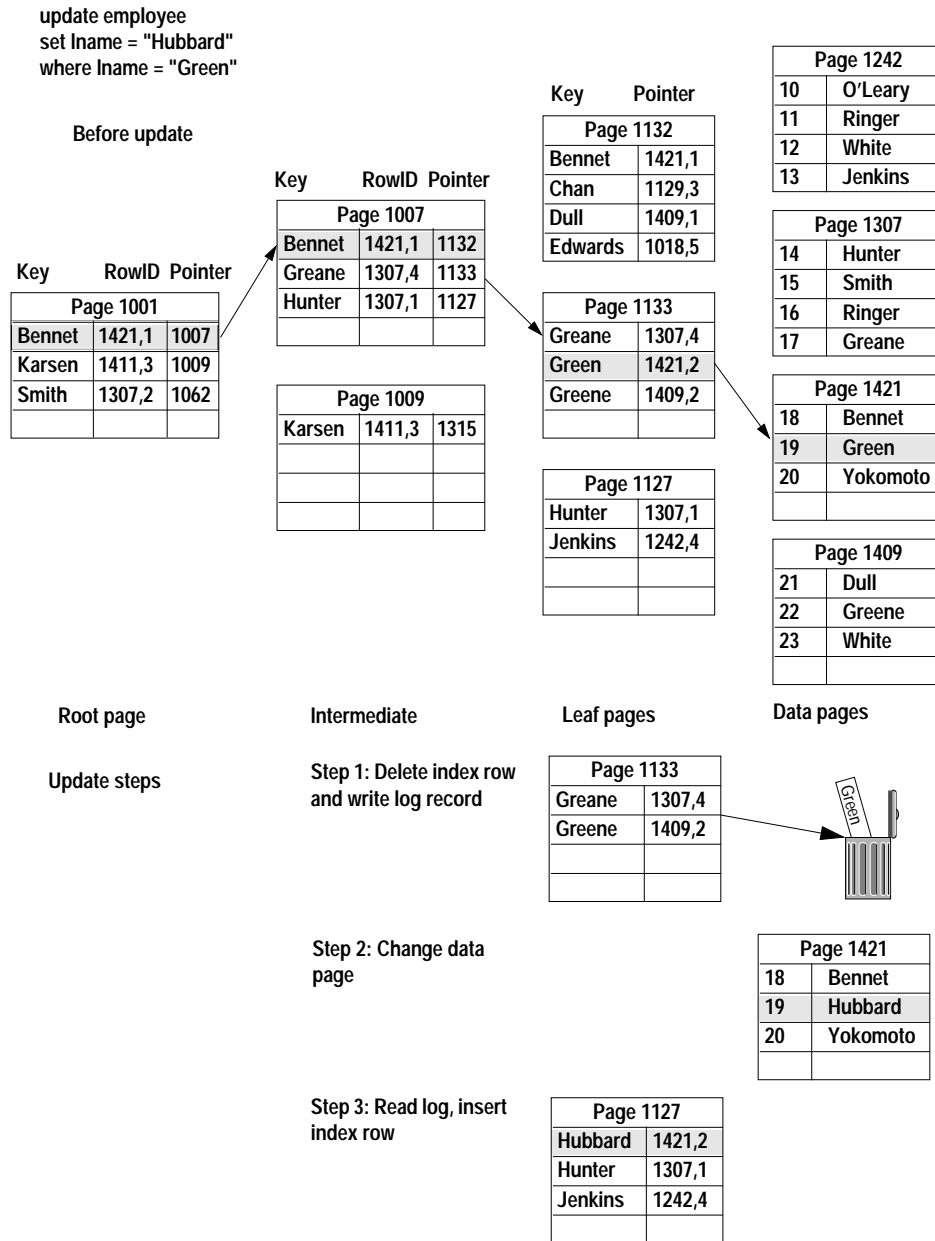 update employee
set lname = "Hubbard"
where lname = "Green"
Before update
Key RowID Pointer
Page 1001
Bennet 1421,1 1007
Karsen 1411,3 1009
Smith 1307,2 1062
Key RowID Pointer
Page 1007
Bennet 1421,1 1132
Greane 1307,4 1133
Hunter 1307,1 1127
Page 1009
Karsen 1411,3 1315
Key Pointer
Page 1132
Bennet 1421,1
Chan 1129,3
Dull 1409,1
Edwards 1018,5
Page 1133
Greane 1307,4
Green 1421,2
Greene 1409,2
Page 1127
Hunter 1307,1
Jenkins 1242,4
Page 1242
10 O'Leary
11 Ringer
12 White
13 Jenkins
Page 1307
14 Hunter
15 Smith
16 Ringer
17 Greane
Page 1421
18 Bennet
19 Green
20 Yokomoto
Page 1409
21 Dull
22 Greene
23 White
Root page
Intermediate
Leaf pages
Data pages
Update steps
Step 1: Delete index row
and write log record
Page 1133
Greane 1307,4
Greene 1409,2
Green
Step 2: Change data
page
Page 1421
18 Bennet
19 Hubbard
20 Yokomoto
Step 3: Read log, insert
index row
Page 1127
Hubbard 1421,2
Hunter 1307,1
Jenkins 1242,4